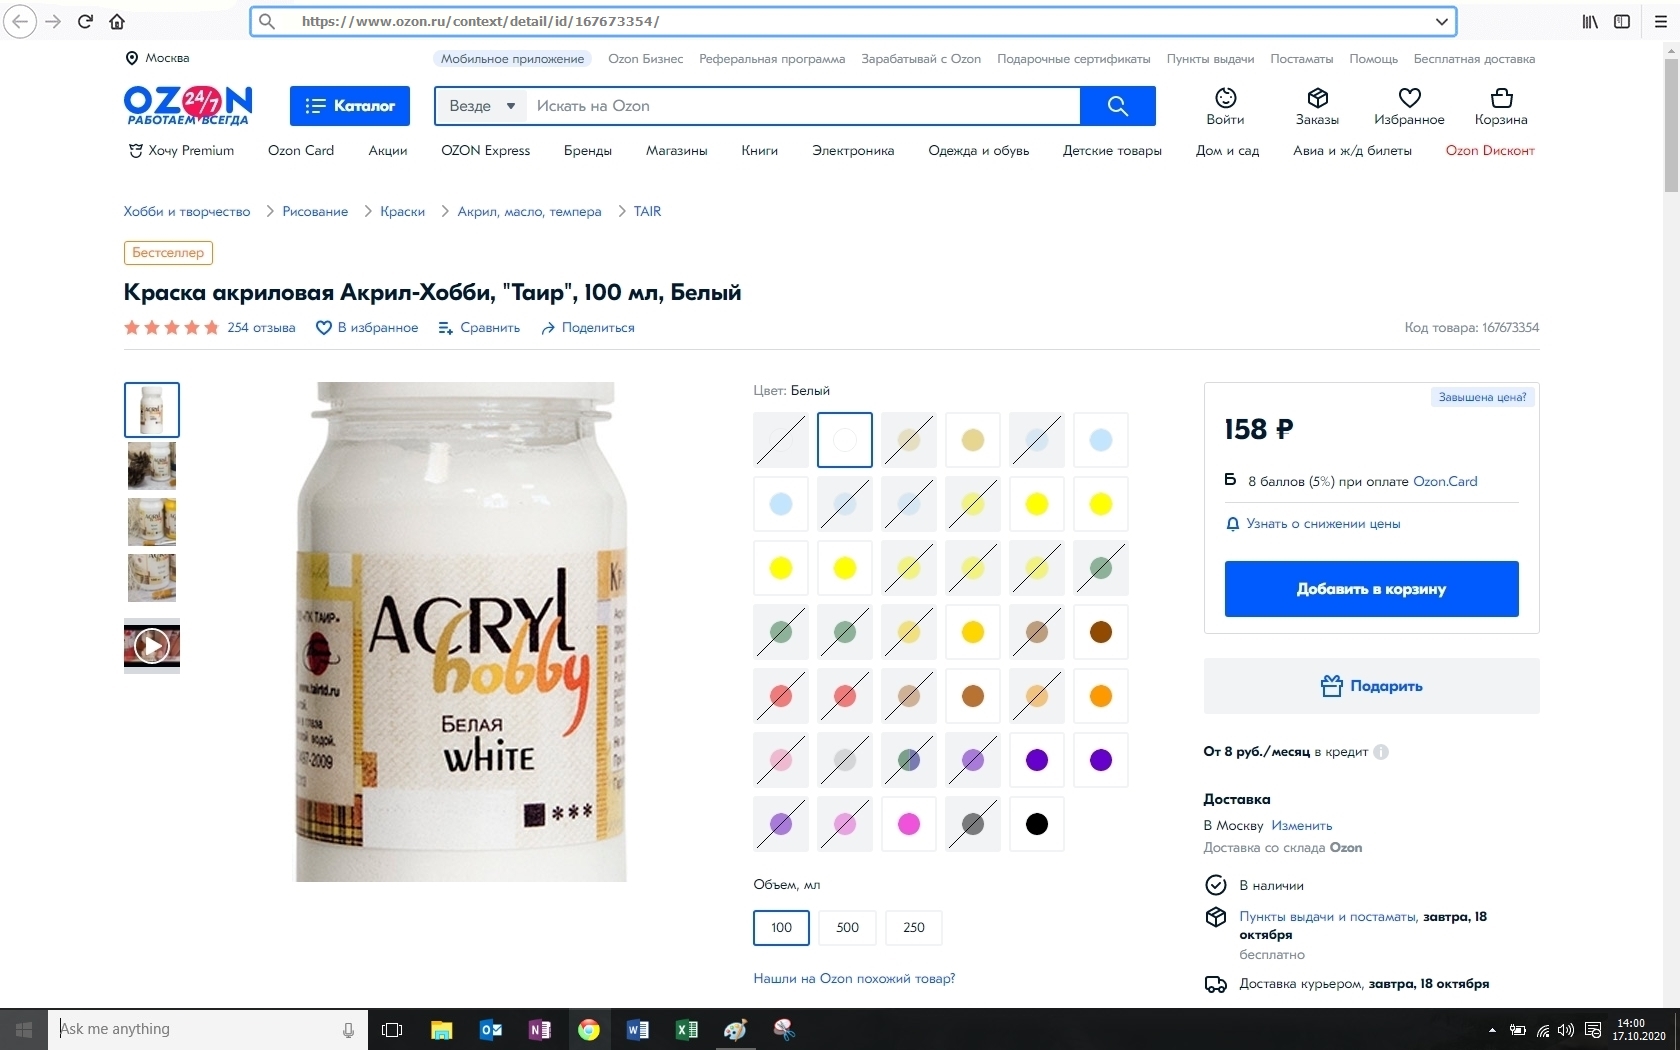 https://www.ozon.ru/context/detail/id/167673354/
Москва
Мобильное приложение Ozon Бизнес Реферальная программа Зарабатывай с Ozon Подарочные сертификаты Пункты выдачи Постаматы Помощь Бесплатная доставка
OZON 24/7
РАБОТАЕМ ВСЕГДА
Каталог
Везде Искать на Ozon
Войти Заказы Избранное Корзина
Хочу Premium Ozon Card Акции OZON Express Бренды Магазины Книги Электроника Одежда и обувь Детские товары Дом и сад Авиа и ж/д билеты Ozon Dисконт
Хобби и творчество Рисование Краски Акрил, масло, темпера TAIR
Бестселлер
Краска акриловая Акрил-Хобби, "Таир", 100 мл, Белый
254 отзыва В избранное Сравнить Поделиться Код товара: 167673354
ACRYL
hobby
БЕЛАЯ
white
***
"ПК ТАИР"
www.tairtd.ru
Цвет: Белый
Объем, мл
100 500 250
Нашли на Ozon похожий товар?
Завышена цена?
158 ₽
Б 8 баллов (5%) при оплате Ozon.Card
Узнать о снижении цены
Добавить в корзину
Подарить
От 8 руб./месяц в кредит i
Доставка
В Москву Изменить
Доставка со склада Ozon
В наличии
Пункты выдачи и постаматы, завтра, 18
октября
бесплатно
Доставка курьером, завтра, 18 октября
Ask me anything
14:00
17.10.2020